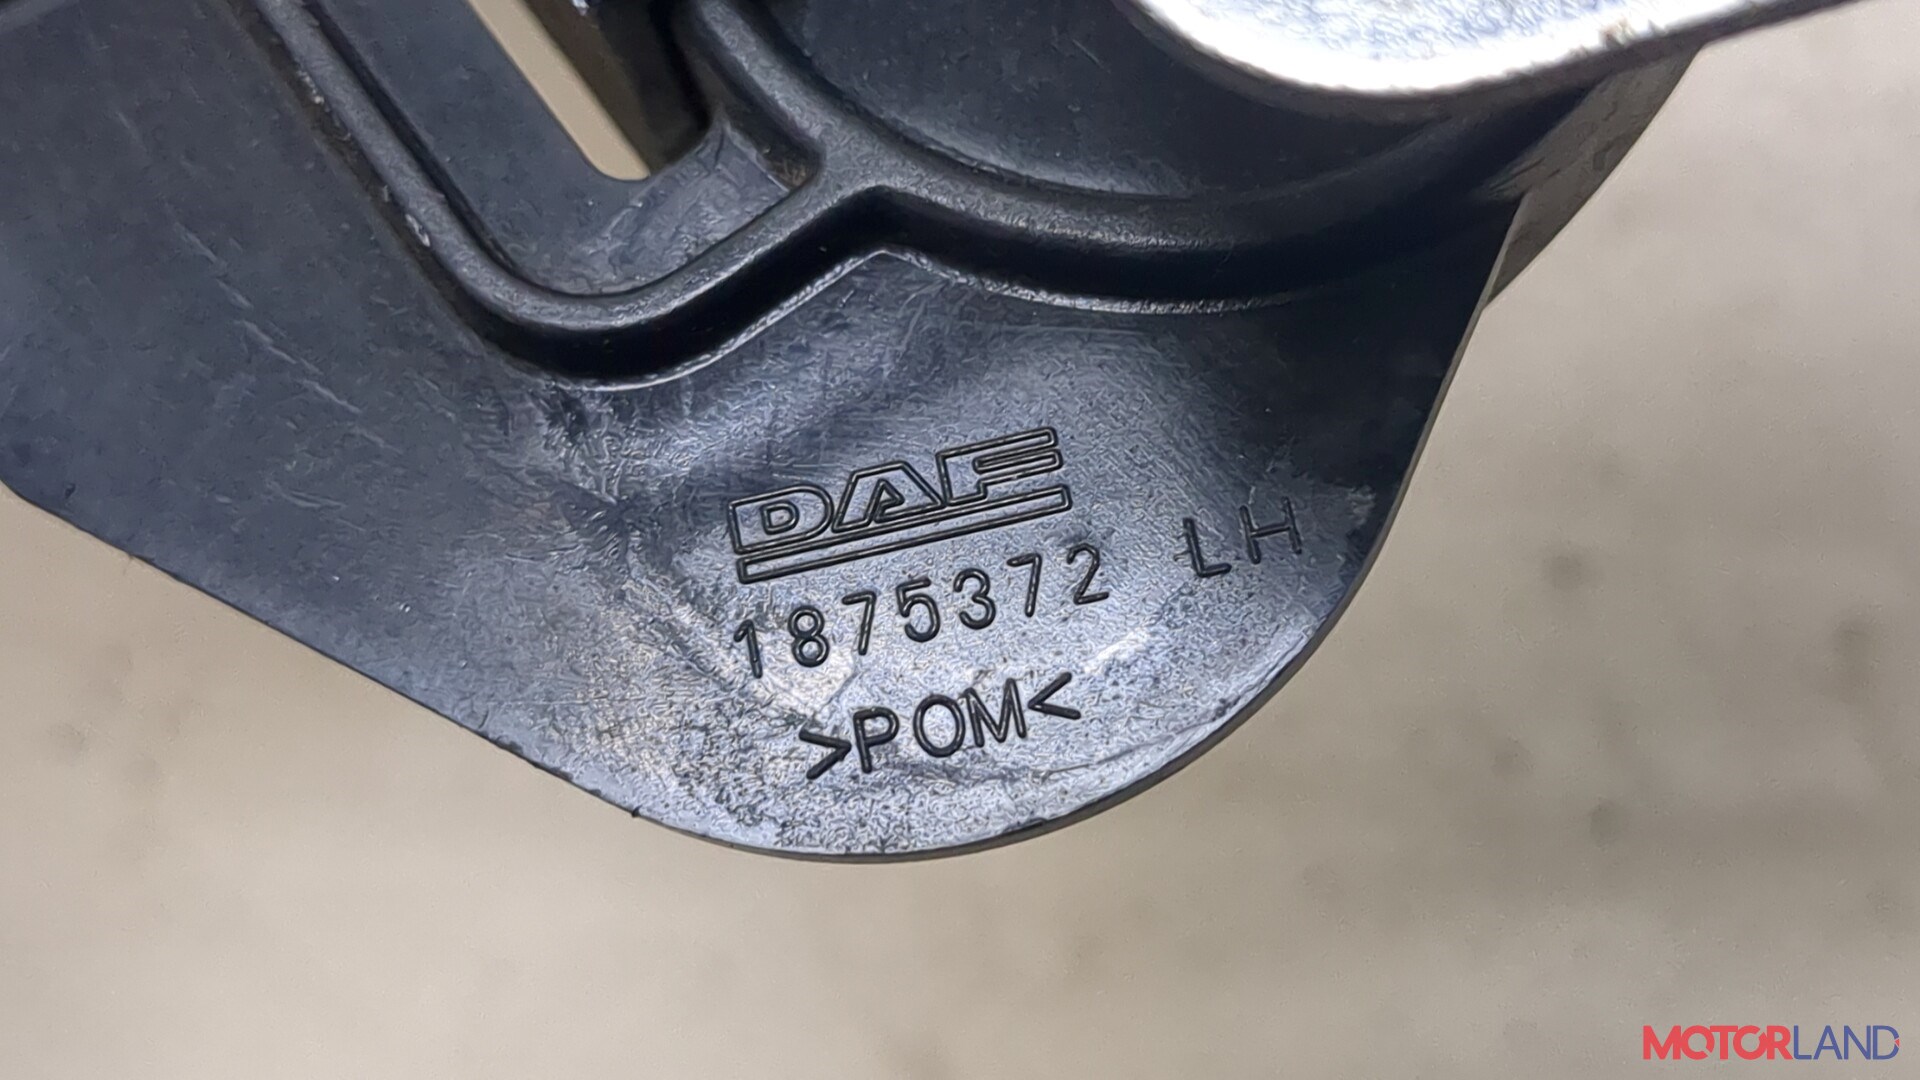 DAF
1875372 LH
>POM<
MOTORLAND